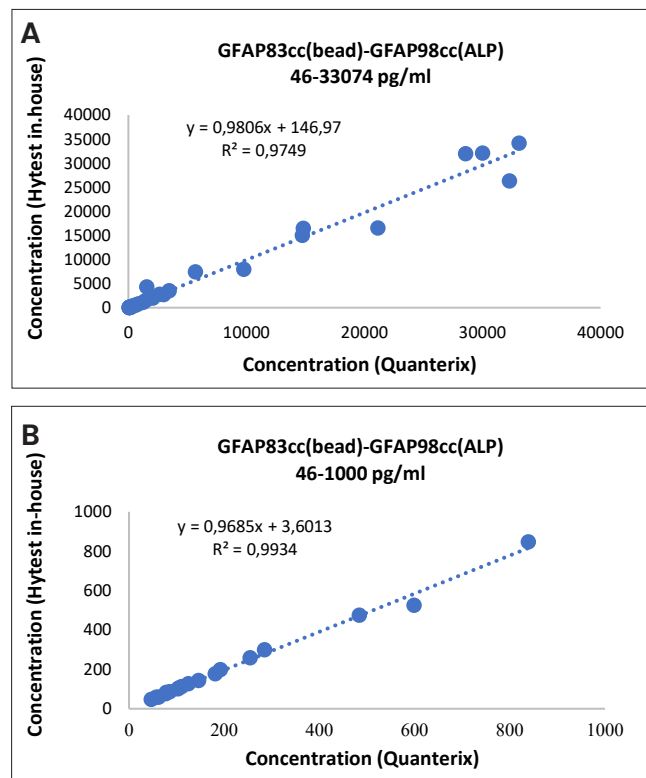 A
GFAP83cc(bead)-GFAP98cc(ALP)
46-33074 pg/ml
Concentration (Hytest in.house)
40000
35000
30000
25000
20000
15000
10000
5000
0
y = 0,9806x + 146,97
R² = 0,9749
0 10000 20000 30000 40000
Concentration (Quanterix)
B
GFAP83cc(bead)-GFAP98cc(ALP)
46-1000 pg/ml
Concentration (Hytest in-house)
1000
800
600
400
200
0
y = 0,9685x + 3,6013
R² = 0,9934
0 200 400 600 800 1000
Concentration (Quanterix)